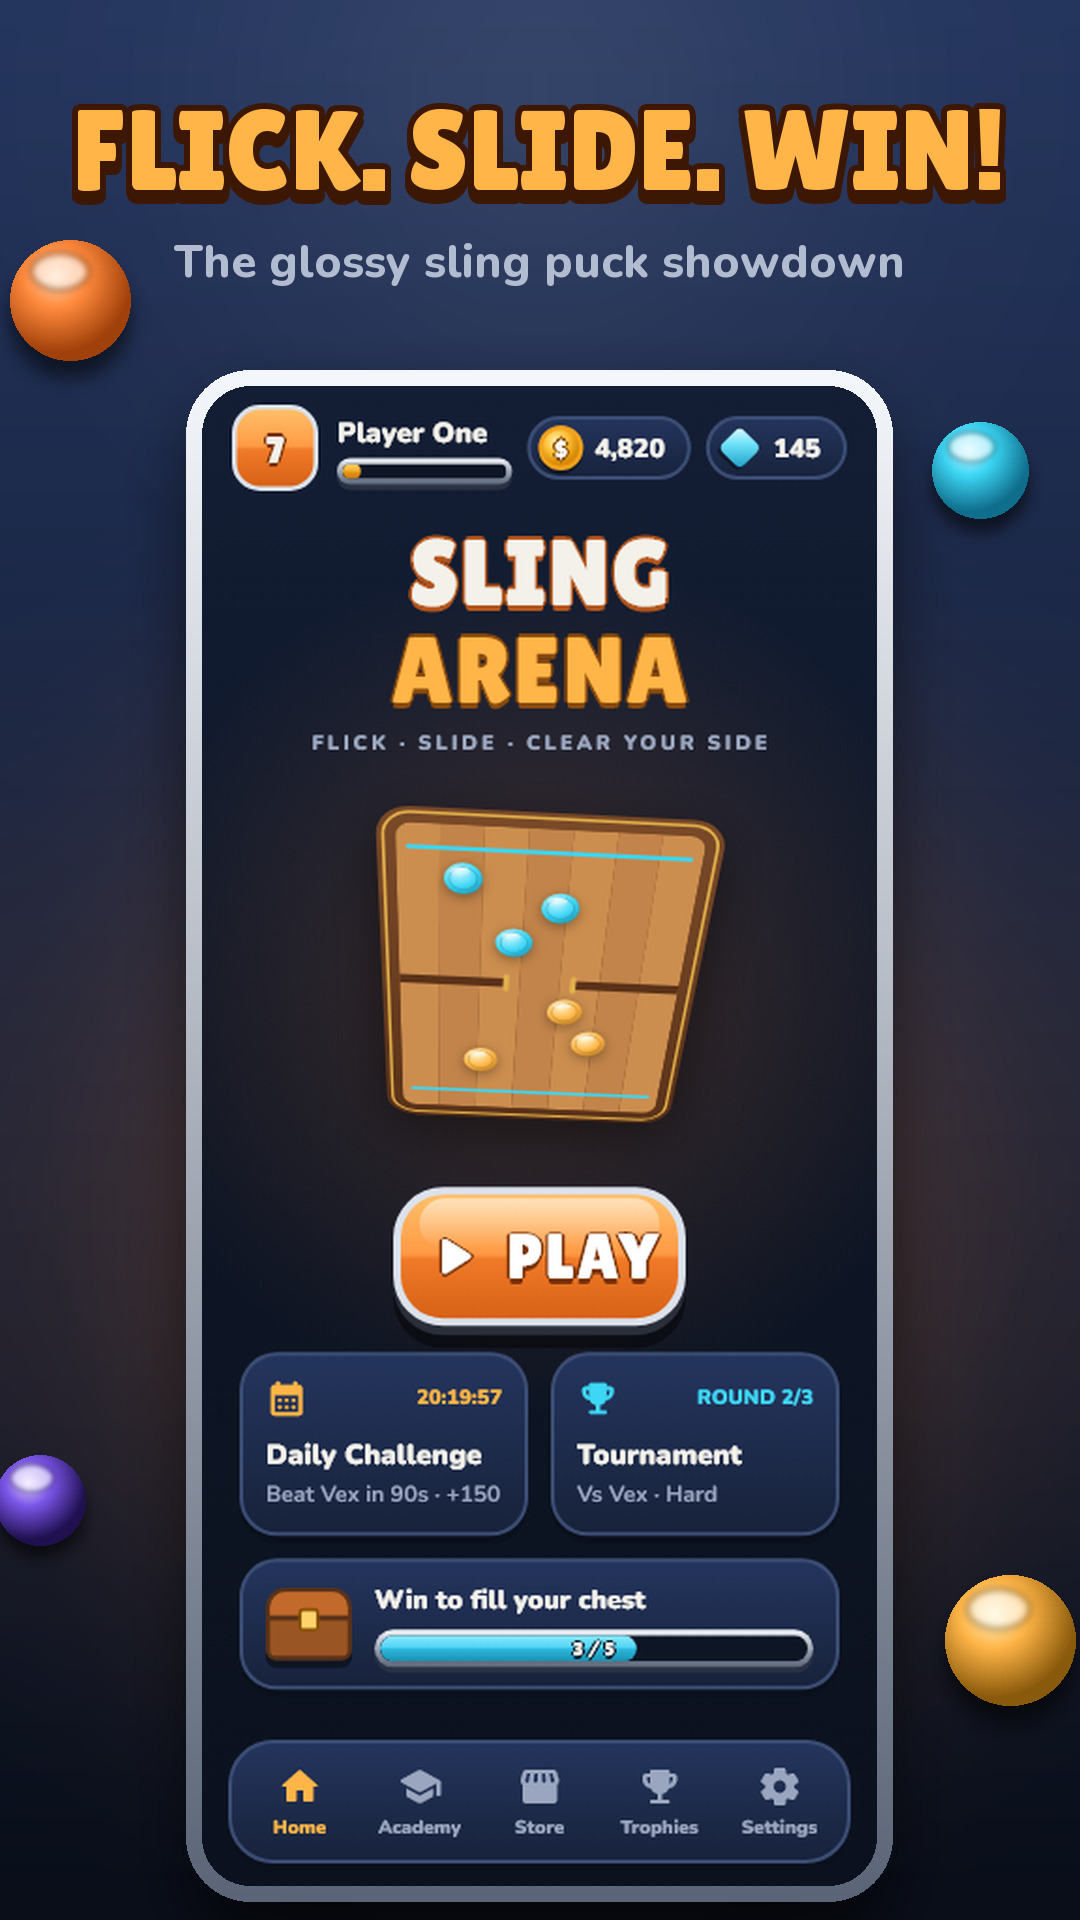 FLICK. SLIDE. WIN!
The glossy sling puck showdown
7
Player One
$
4,820
145
SLING
ARENA
FLICK · SLIDE · CLEAR YOUR SIDE
PLAY
20:19:57
Daily Challenge
Beat Vex in 90s · +150
ROUND 2/3
Tournament
Vs Vex · Hard
Win to fill your chest
3/5
Home
Academy
Store
Trophies
Settings